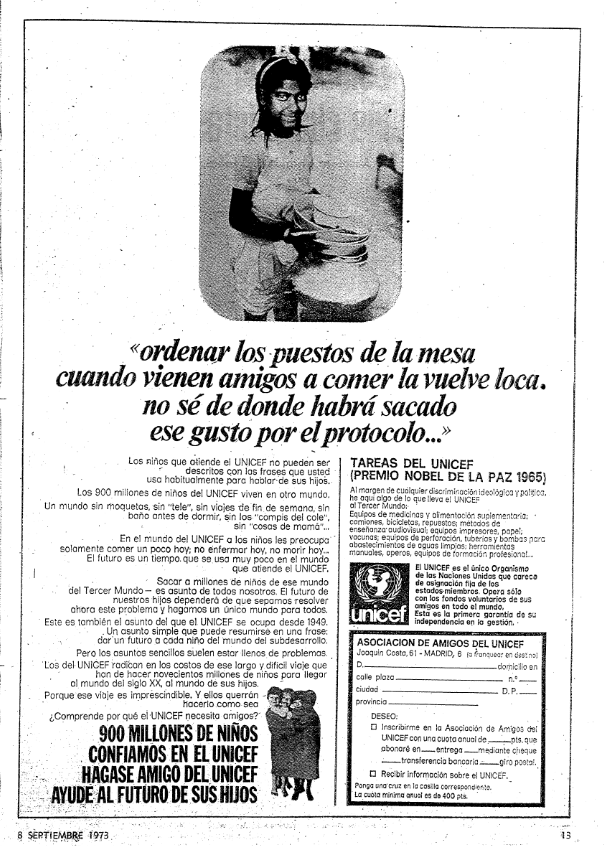 «ordenar los puestos de la mesa
cuando vienen amigos a comer la vuelve loca.
no sé de donde habrá sacado
ese gusto por el protocolo...»
Los niños que atiende el UNICEF no pueden ser
descritos con las frases que usted
usa habitualmente para hablar de sus hijos.
Los 900 millones de niños del UNICEF viven en otro mundo.
Un mundo sin moquetas, sin "tele", sin viajes de fin de semana, sin
baño antes de dormir, sin los "compis del cole",
sin "cosas de mamá"...
En el mundo del UNICEF a los niños les preocupa
solamente comer un poco hoy; no enfermar hoy, no morir hoy...
El futuro es un tiempo que se usa muy poco en el mundo
que atiende el UNICEF.
Sacar a millones de niños de ese mundo
del Tercer Mundo— es asunto de todos nosotros. El futuro de
nuestros hijos dependerá de que sepamos resolver
ahora este problema y hagamos un único mundo para todos.
Este es también el asunto del que el UNICEF se ocupa desde 1949.
Un asunto simple que puede resumirse en una frase:
dar un futuro a cada niño del mundo del subdesarrollo.
Pero los asuntos sencillos suelen estar llenos de problemas.
Los del UNICEF radican en los costos de ese largo y difícil viaje que
han de hacer novecientos millones de niños para llegar
al mundo del siglo XX, al mundo de sus hijos.
Porque ese viaje es imprescindible. Y ellos querrán
hacerlo como sea
¿Comprende por qué el UNICEF necesita amigos?
900 MILLONES DE NIÑOS
CONFIAMOS EN EL UNICEF
HAGASE AMIGO DEL UNICEF
AYUDE AL FUTURO DE SUS HIJOS
TAREAS DEL UNICEF
(PREMIO NOBEL DE LA PAZ 1965)
Al margen de cualquier discriminación ideológica y política,
he aquí algo de lo que lleva el UNICEF
al Tercer Mundo:
Equipos de medicinas y alimentación suplementaria;
camiones, bicicletas, repuestos; métodos de
enseñanza audiovisual; equipos impresores, papel;
vacunas; equipos de perforación, tuberías y bombas para
abastecimientos de aguas limpias; herramientas
manuales, aperos, equipos de formación profesional...
unicef
El UNICEF es el único Organismo
de las Naciones Unidas que carece
de asignación fija de los
estados miembros. Opera sólo
con los fondos voluntarios de sus
amigos en todo el mundo.
Esta es la primera garantía de su
independencia en la gestión.
ASOCIACION DE AMIGOS DEL UNICEF
Joaquín Costa, 61 - MADRID, 6 (a franquear en destino)
D. domicilio en
calle plaza n.º
ciudad D. P.
provincia
DESEO:
Inscribirme en la Asociación de Amigos del
UNICEF con una cuota anual de pts. que
abonaré en entrega mediante cheque
transferencia bancaria giro postal.
Recibir información sobre el UNICEF.
Ponga una cruz en la casilla correspondiente.
La cuota mínima anual es de 400 pts.
8 SEPTIEMBRE 1973
13